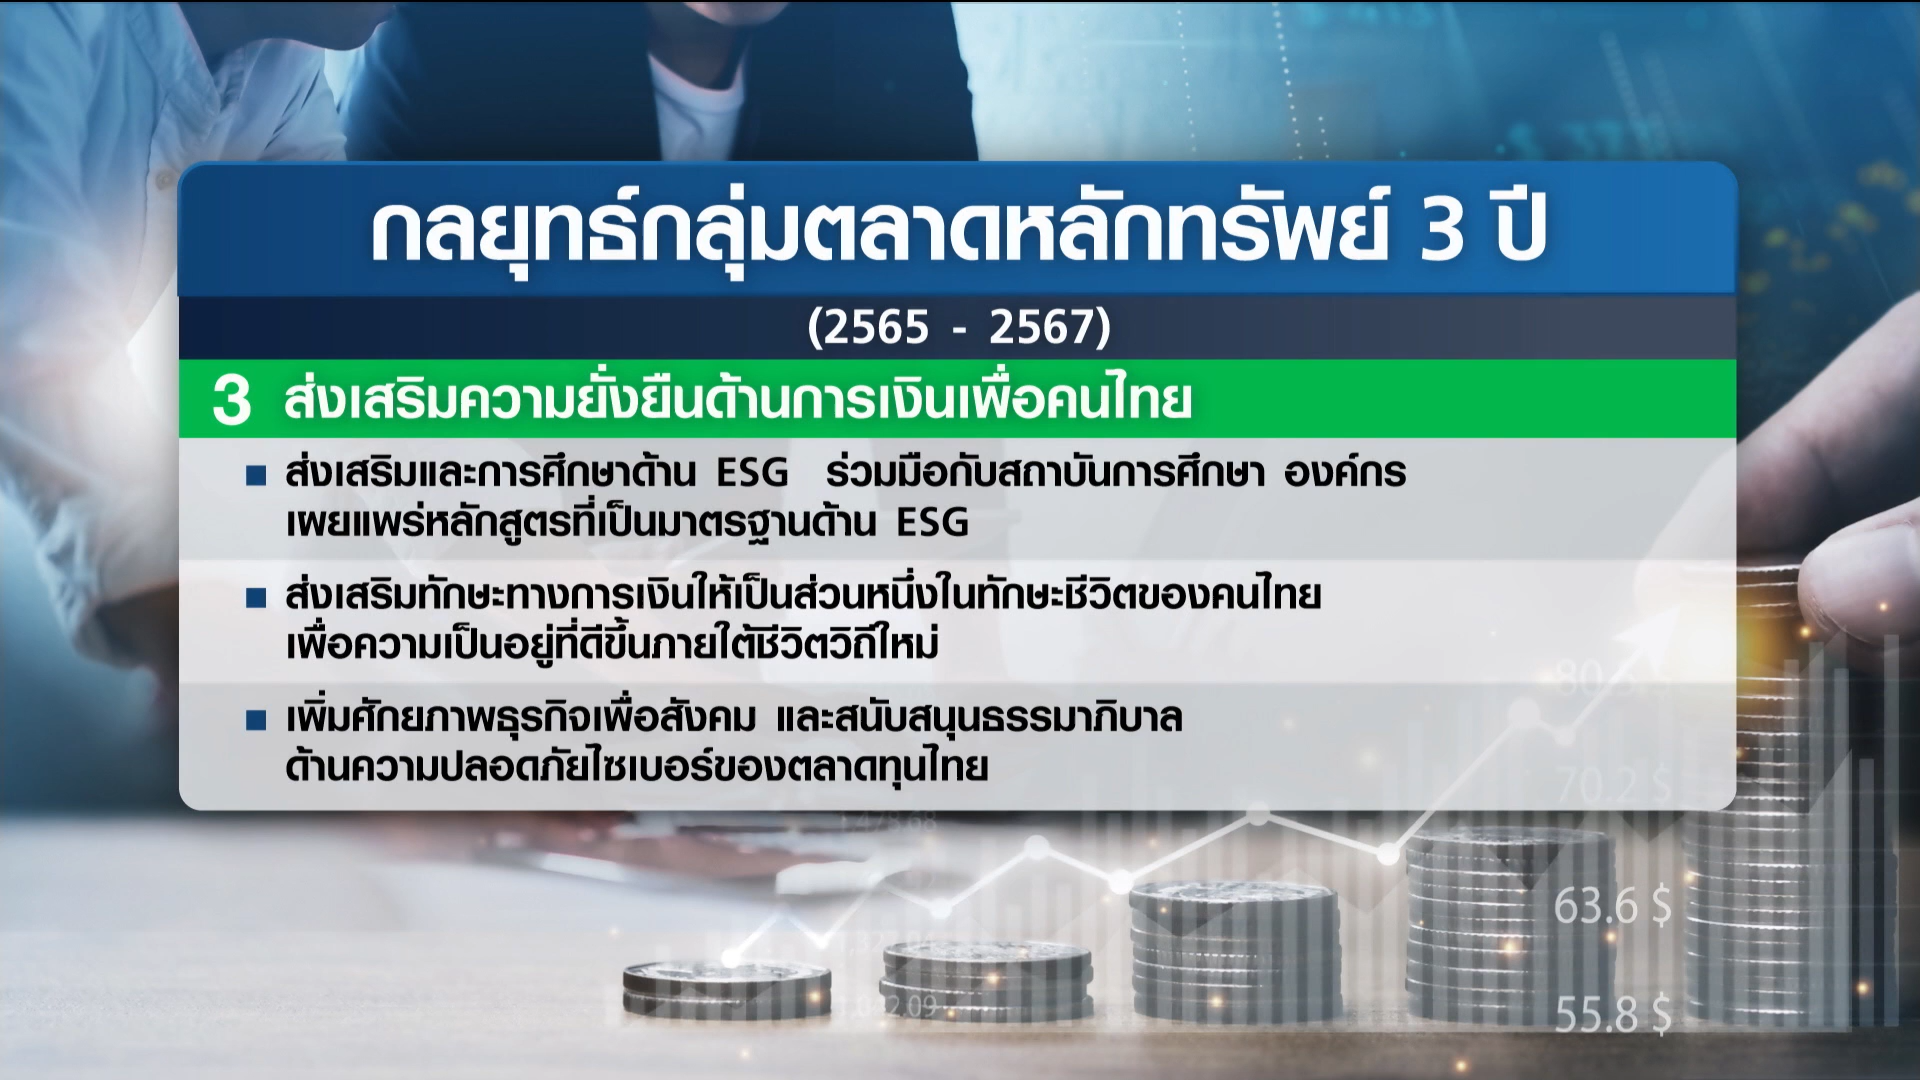 กลยุทธ์กลุ่มตลาดหลักทรัพย์ 3 ปี
(2565 - 2567)
3 ส่งเสริมความยั่งยืนด้านการเงินเพื่อคนไทย
ส่งเสริมและการศึกษาด้าน ESG ร่วมมือกับสถาบันการศึกษา องค์กร
เผยแพร่หลักสูตรที่เป็นมาตรฐานด้าน ESG
ส่งเสริมทักษะทางการเงินให้เป็นส่วนหนึ่งในทักษะชีวิตของคนไทย
เพื่อความเป็นอยู่ที่ดีขึ้นภายใต้ชีวิตวิถีใหม่
เพิ่มศักยภาพธุรกิจเพื่อสังคม และสนับสนุนธรรมาภิบาล
ด้านความปลอดภัยไซเบอร์ของตลาดทุนไทย
70.2 $
63.6 $
55.8 $